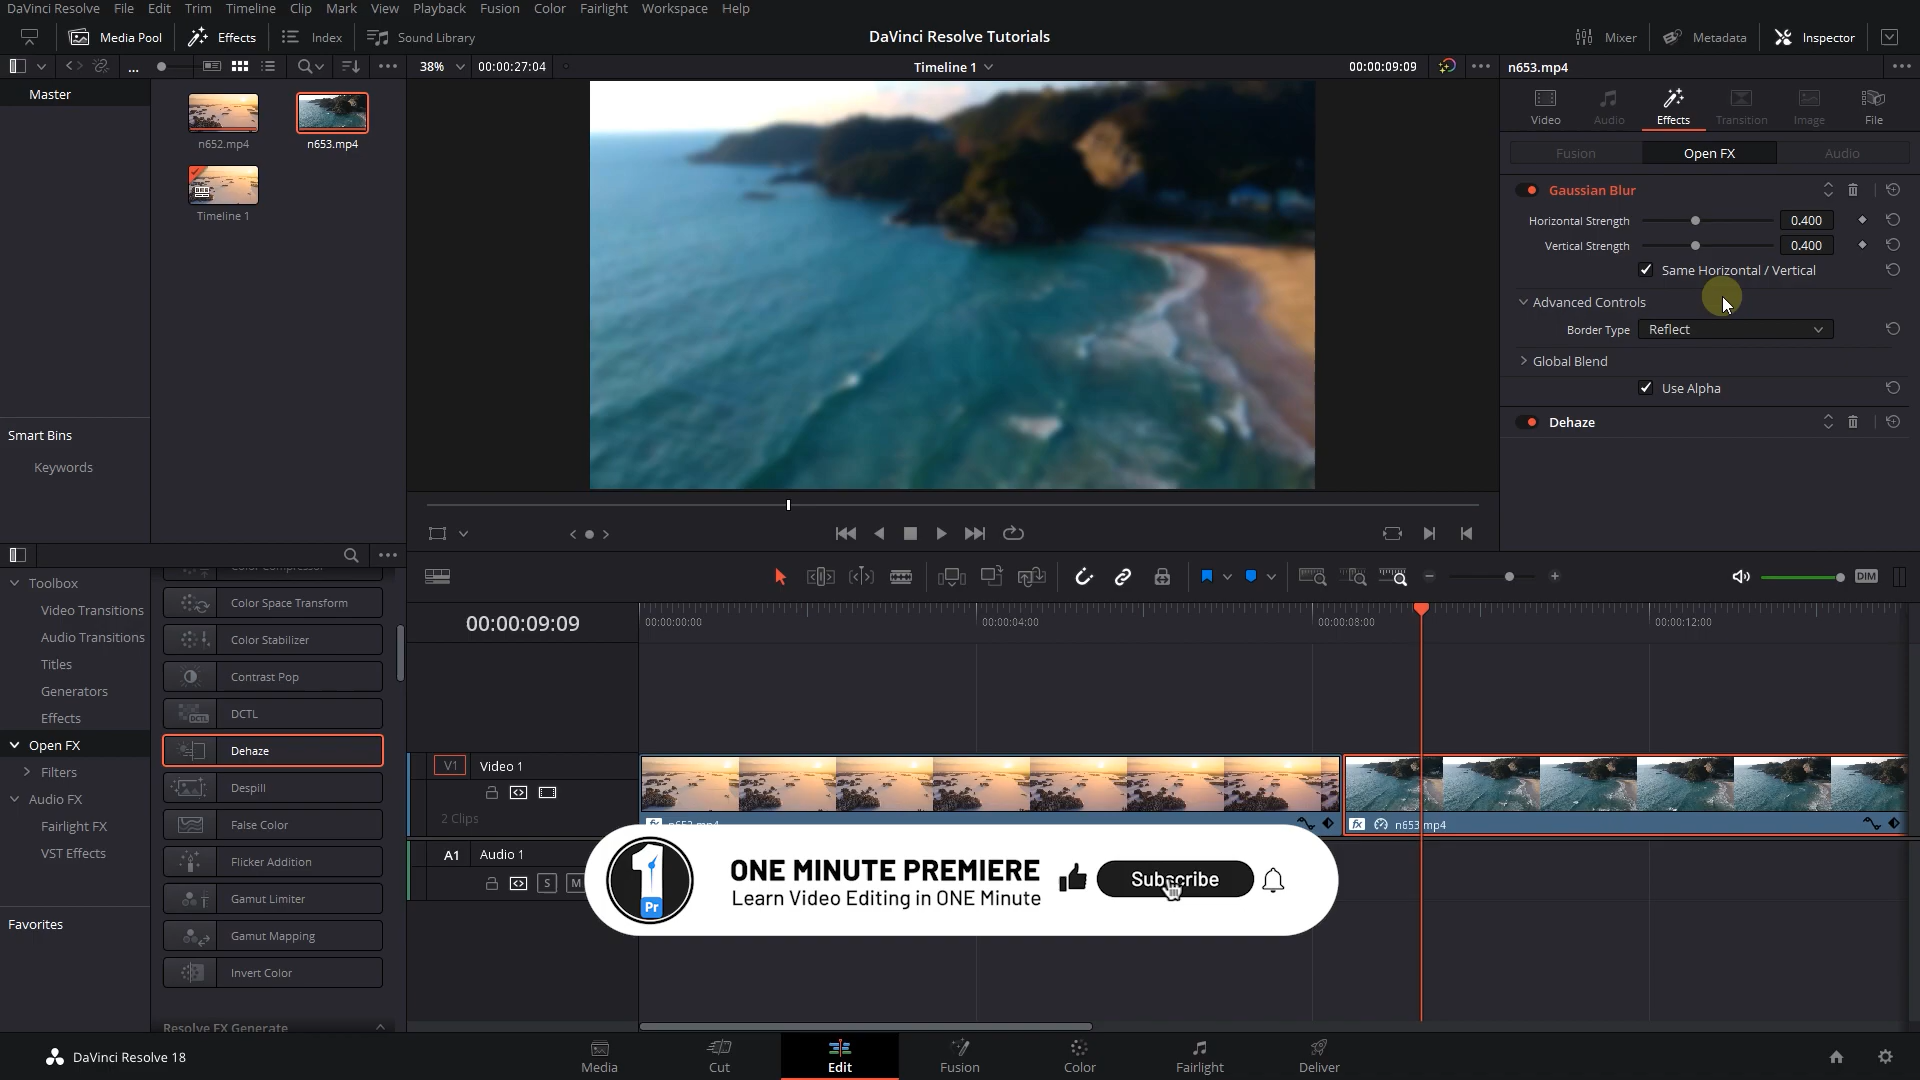 DaVinci Resolve File Edit Trim Timeline Clip Mark View Playback Fusion Color Fairlight Workspace Help
Media Pool Effects Index Sound Library DaVinci Resolve Tutorials Mixer Metadata Inspector
38% 00:00:27:04 Timeline 1 00:00:09:09 n653.mp4
Master
n652.mp4 n653.mp4
Timeline 1
Smart Bins
Keywords
Video Audio Effects Transition Image File
Fusion Open FX Audio
Gaussian Blur
Horizontal Strength 0.400
Vertical Strength 0.400
Same Horizontal / Vertical
Advanced Controls
Border Type Reflect
Global Blend
Use Alpha
Dehaze
Toolbox
Video Transitions
Audio Transitions
Titles
Generators
Effects
Open FX
Filters
Audio FX
Fairlight FX
VST Effects
Favorites
Color Compressor
Color Space Transform
Color Stabilizer
Contrast Pop
DCTL
DCTL
Dehaze
Despill
False Color
Flicker Addition
Gamut Limiter
Gamut Mapping
Invert Color
Resolve FX Generate
DIM
00:00:09:09 00:00:00:00 00:00:04:00 00:00:08:00 00:00:12:00
V1 Video 1
2 Clips
fx n653.mp4
A1 Audio 1
S M
1 Pr
ONE MINUTE PREMIERE
Learn Video Editing in ONE Minute
Subscribe
DaVinci Resolve 18
Media Cut Edit Fusion Color Fairlight Deliver